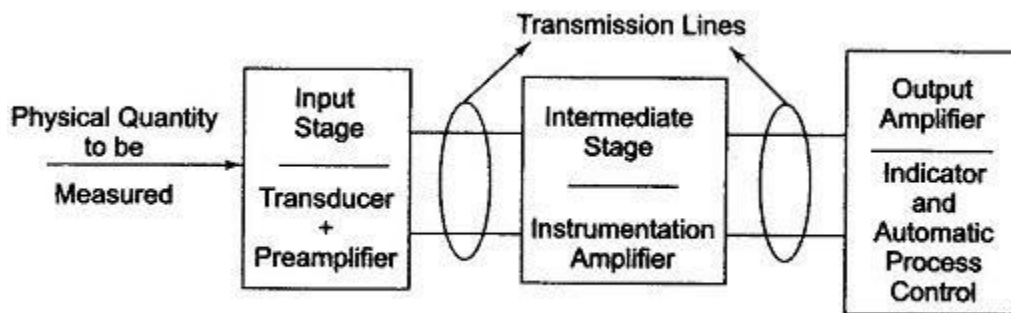 Transmission Lines
Physical Quantity
to be
Measured
Input
Stage
Transducer
+
Preamplifier
Intermediate
Stage
Instrumentation
Amplifier
Output
Amplifier
Indicator
and
Automatic
Process
Control